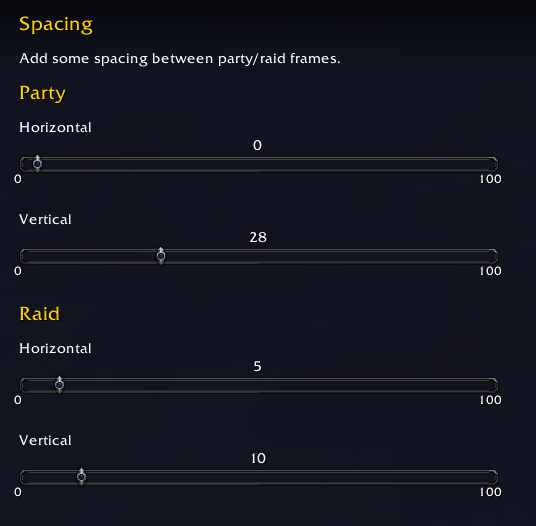 Spacing
Add some spacing between party/raid frames.
Party
Horizontal
0
0 100
Vertical
28
0 100
Raid
Horizontal
5
0 100
Vertical
10
0 100